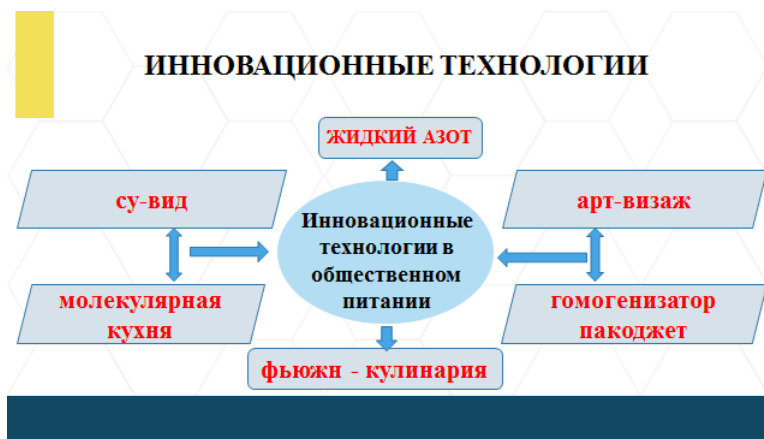 ИННОВАЦИОННЫЕ ТЕХНОЛОГИИ
ЖИДКИЙ АЗОТ
су-вид
арт-визаж
Инновационные
технологии в
общественном
питании
молекулярная
кухня
гомогенизатор
пакоджет
фьюжн - кулинария